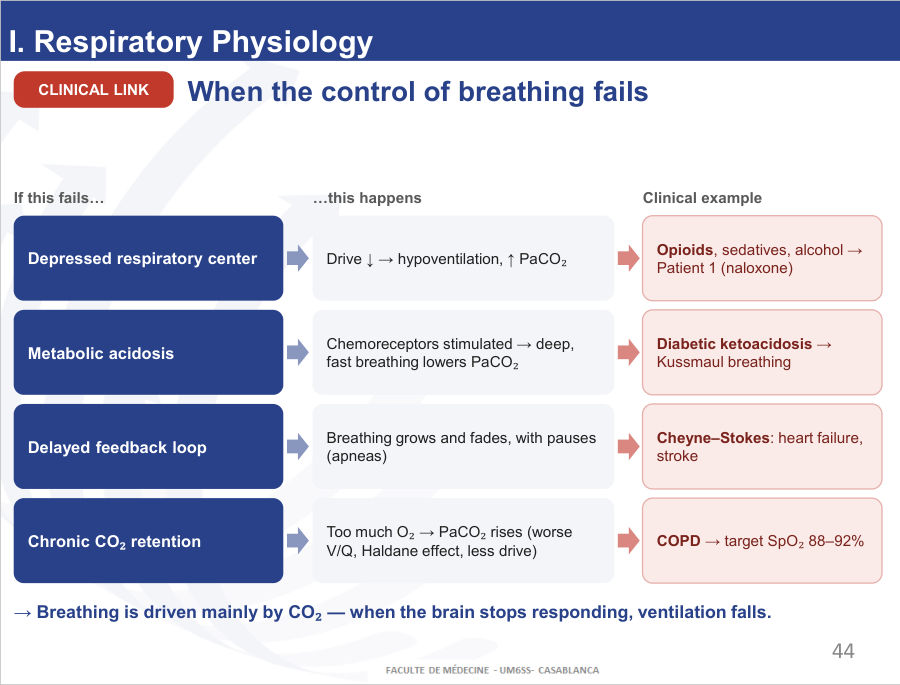 I. Respiratory Physiology
CLINICAL LINK
When the control of breathing fails
If this fails…
…this happens
Clinical example
Depressed respiratory center
Drive ↓ → hypoventilation, ↑ PaCO₂
Opioids, sedatives, alcohol →
Patient 1 (naloxone)
Metabolic acidosis
Chemoreceptors stimulated → deep,
fast breathing lowers PaCO₂
Diabetic ketoacidosis →
Kussmaul breathing
Delayed feedback loop
Breathing grows and fades, with pauses
(apneas)
Cheyne–Stokes: heart failure,
stroke
Chronic CO₂ retention
Too much O₂ → PaCO₂ rises (worse
V/Q, Haldane effect, less drive)
COPD → target SpO₂ 88–92%
→ Breathing is driven mainly by CO₂ — when the brain stops responding, ventilation falls.
44
FACULTE DE MÉDECINE - UM6SS- CASABLANCA